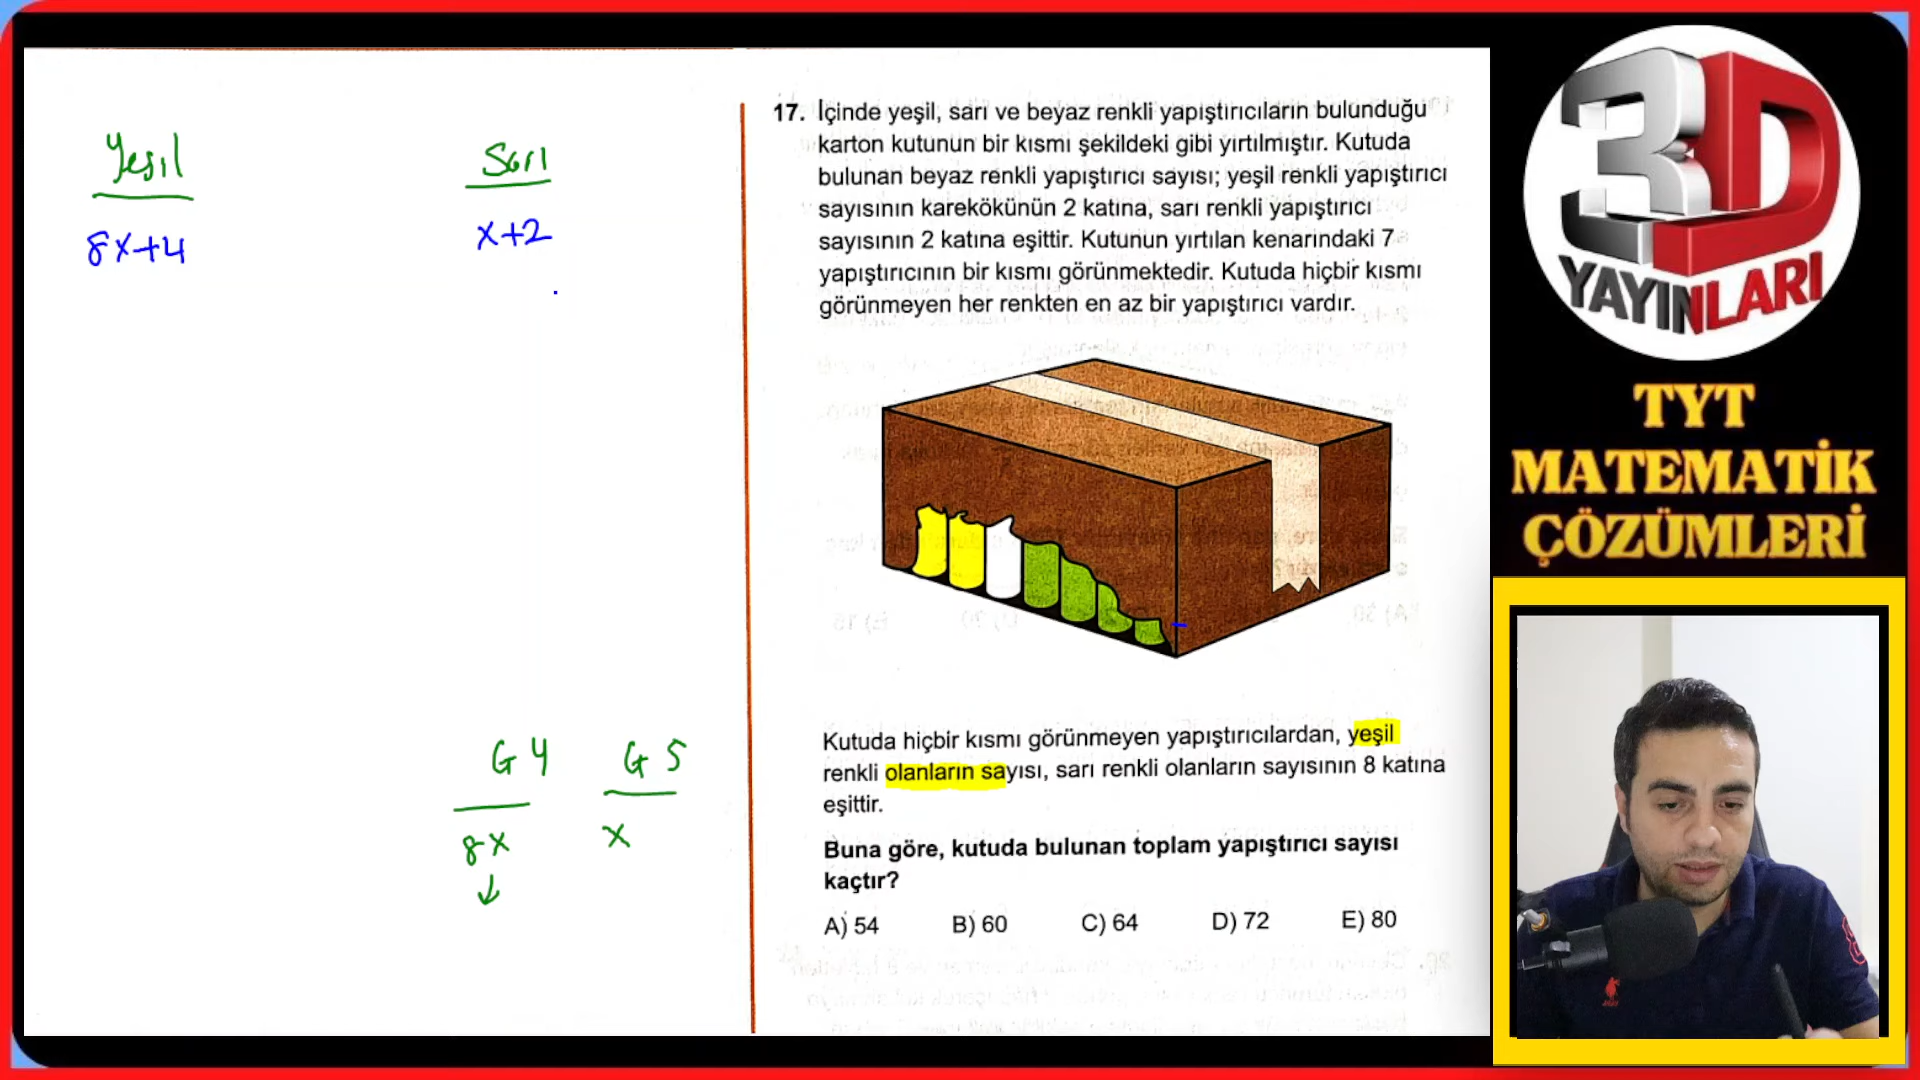 Yeşil
Sarı
8x+4
x+2
G 4
G 5
8x
x
17. İçinde yeşil, sarı ve beyaz renkli yapıştırıcıların bulunduğu
karton kutunun bir kısmı şekildeki gibi yırtılmıştır. Kutuda
bulunan beyaz renkli yapıştırıcı sayısı; yeşil renkli yapıştırıcı
sayısının karekökünün 2 katına, sarı renkli yapıştırıcı
sayısının 2 katına eşittir. Kutunun yırtılan kenarındaki 7
yapıştırıcının bir kısmı görünmektedir. Kutuda hiçbir kısmı
görünmeyen her renkten en az bir yapıştırıcı vardır.
Kutuda hiçbir kısmı görünmeyen yapıştırıcılardan, yeşil
renkli olanların sayısı, sarı renkli olanların sayısının 8 katına
eşittir.
Buna göre, kutuda bulunan toplam yapıştırıcı sayısı
kaçtır?
A) 54 B) 60 C) 64 D) 72 E) 80
3D
YAYINLARI
TYT
MATEMATİK
ÇÖZÜMLERİ